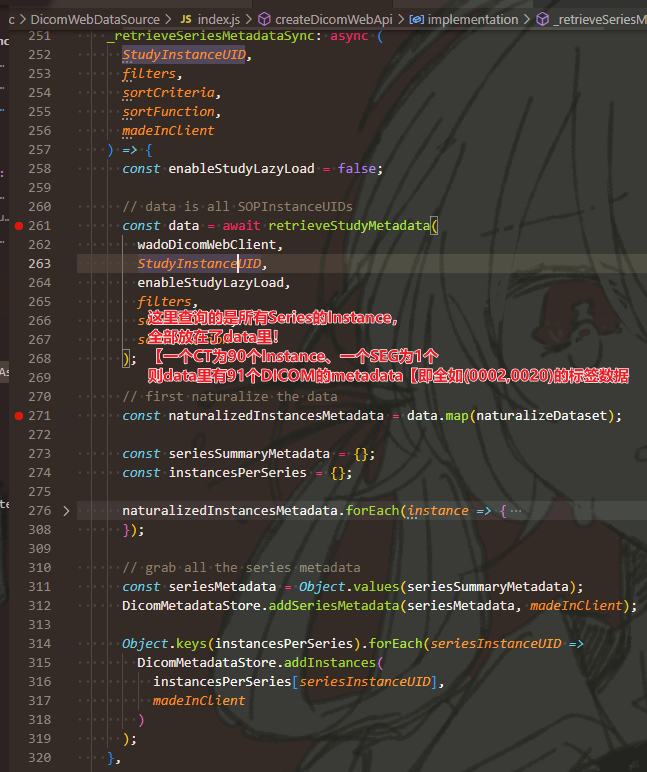 c > DicomWebDataSource > JS index.js > createDicomWebApi > implementation > _retrieveSeriesM
251 _retrieveSeriesMetadataSync: async (
252 StudyInstanceUID,
253 filters,
254 sortCriteria,
255 sortFunction,
256 madeInClient
257 ) => {
258 const enableStudyLazyLoad = false;
259
260 // data is all SOPInstanceUIDs
261 const data = await retrieveStudyMetadata(
262 wadoDicomWebClient,
263 StudyInstanceUID,
264 enableStudyLazyLoad,
265 filters,
这里查询的是所有Series的Instance，
266
全部放在了data里！
267
268 );
【一个CT为90个Instance、一个SEG为1个
269
则data里有91个DICOM的metadata【即全如(0002,0020)的标签数据
270 // first naturalize the data
271 const naturalizedInstancesMetadata = data.map(naturalizeDataset);
272
273 const seriesSummaryMetadata = {};
274 const instancesPerSeries = {};
275
276 naturalizedInstancesMetadata.forEach(instance => { ···
308 });
309
310 // grab all the series metadata
311 const seriesMetadata = Object.values(seriesSummaryMetadata);
312 DicomMetadataStore.addSeriesMetadata(seriesMetadata, madeInClient);
313
314 Object.keys(instancesPerSeries).forEach(seriesInstanceUID =>
315 DicomMetadataStore.addInstances(
316 instancesPerSeries[seriesInstanceUID],
317 madeInClient
318 )
319 );
320 },